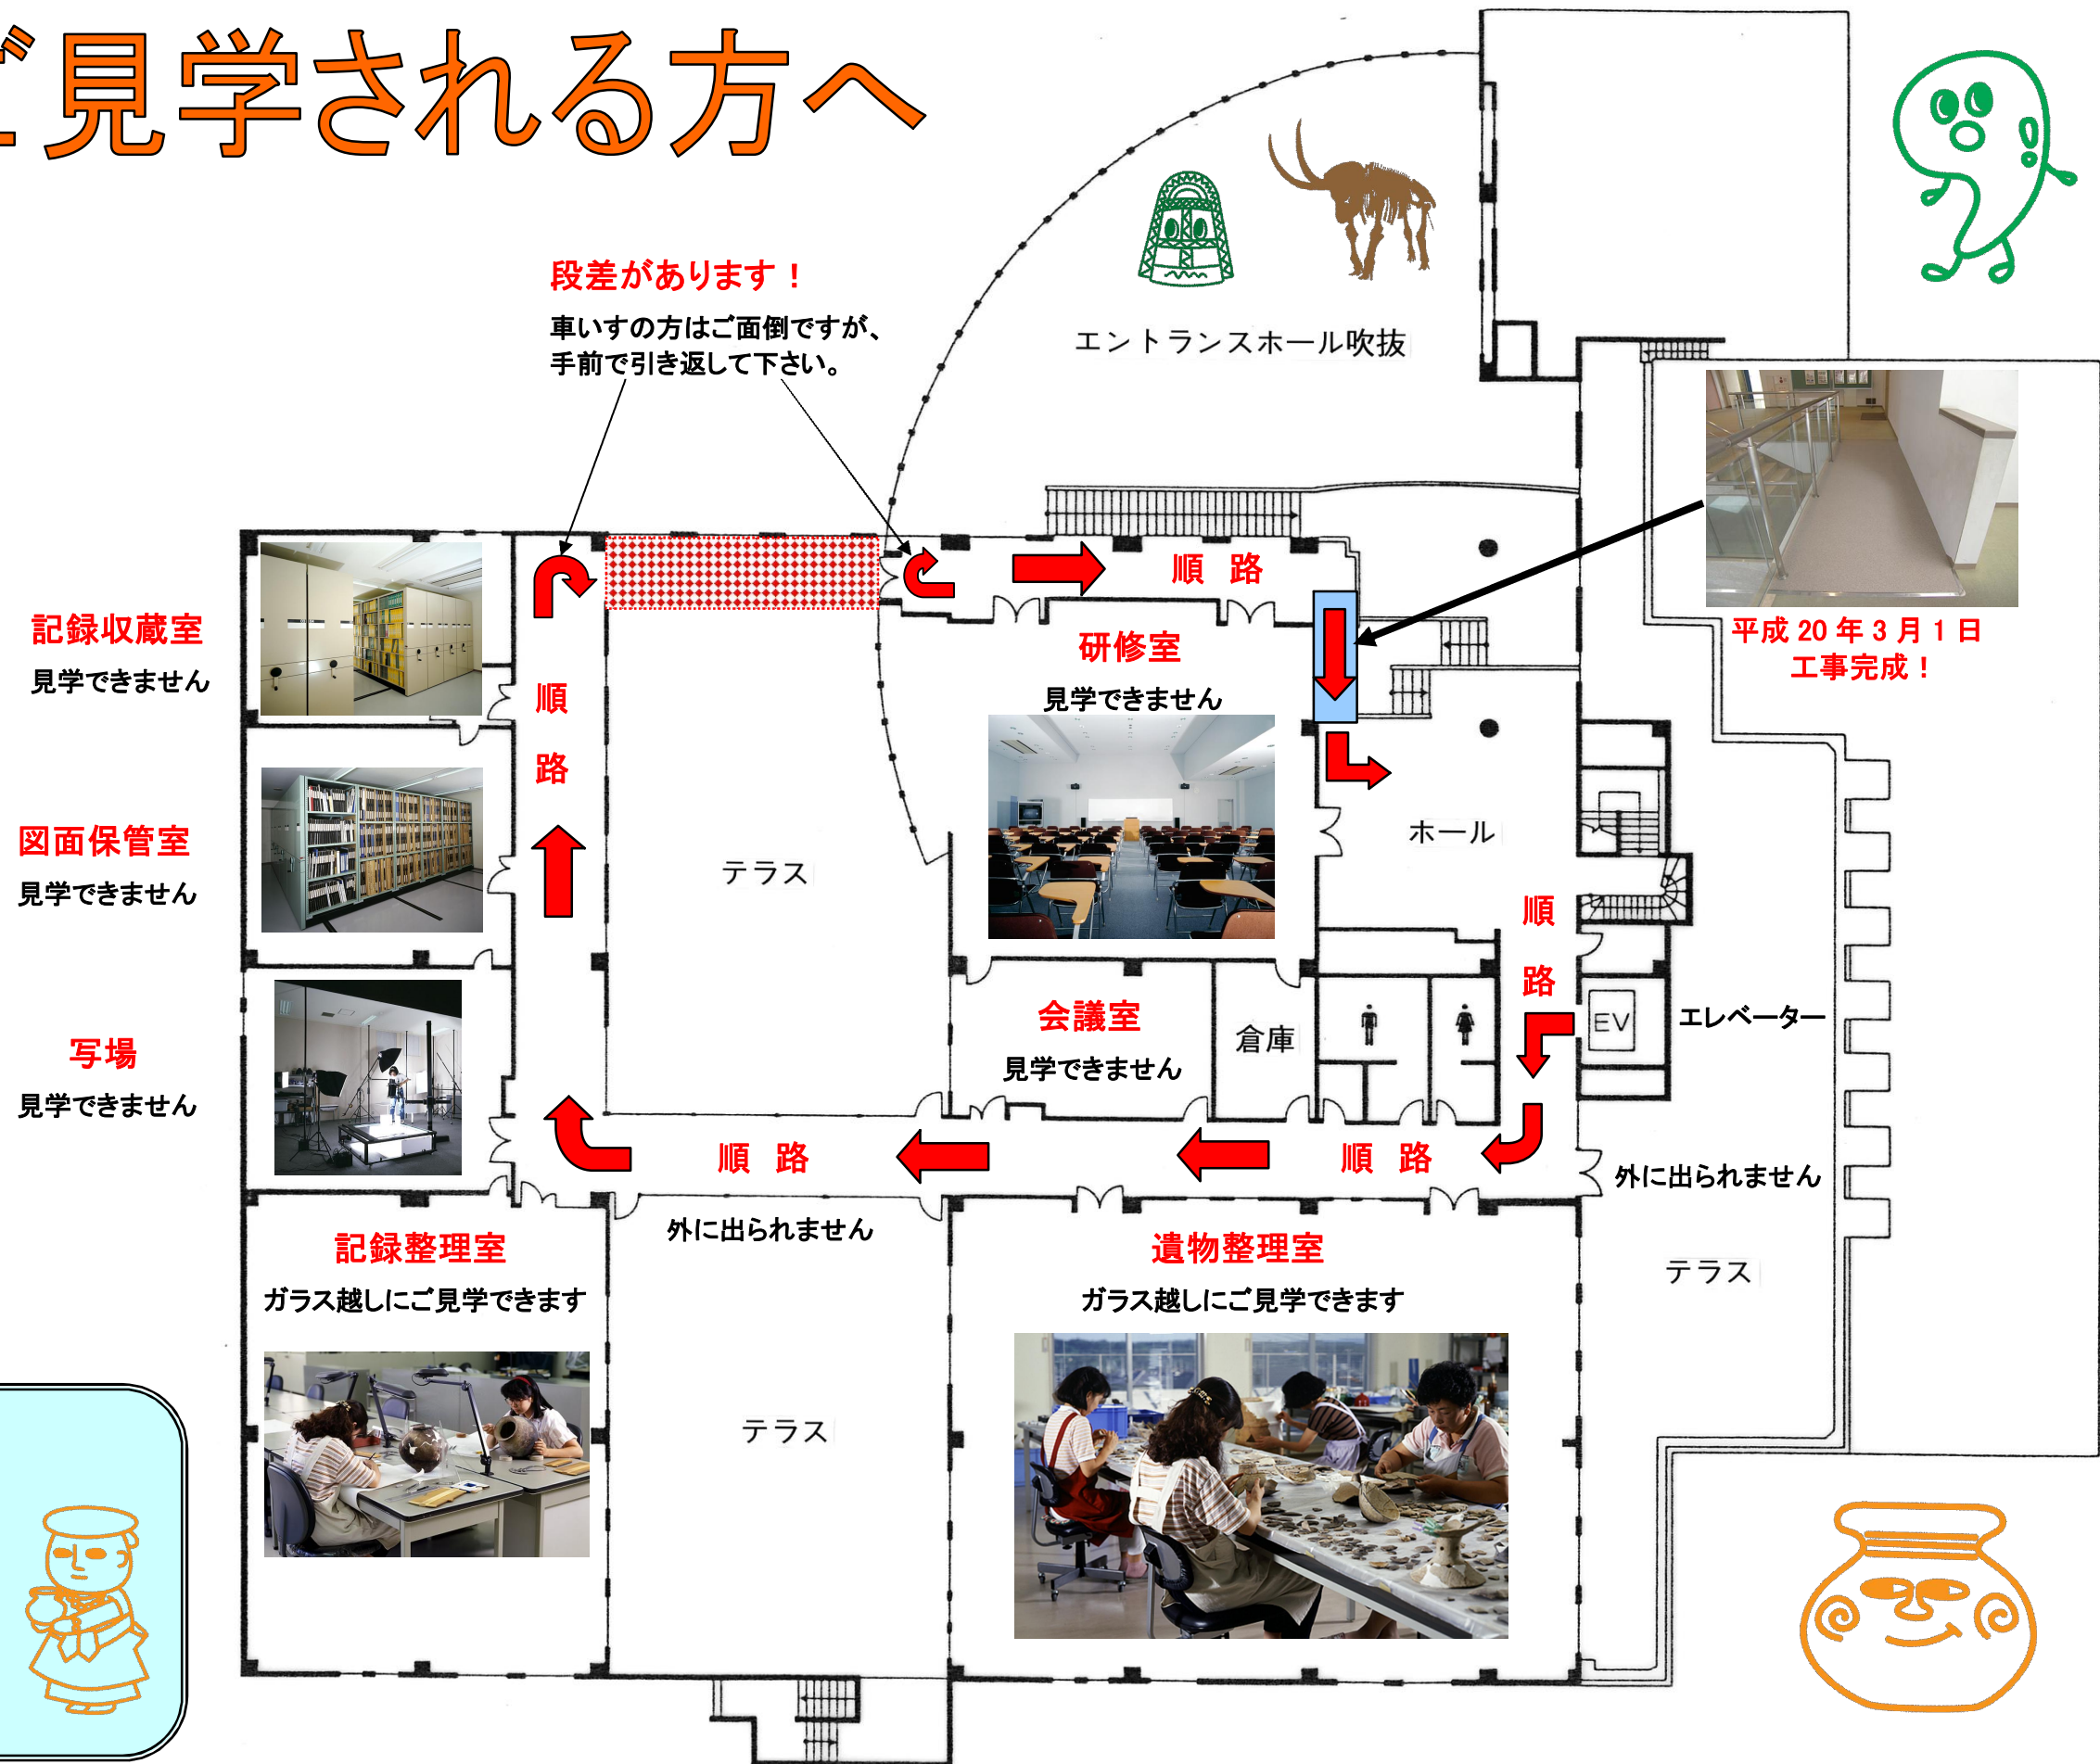 ご見学される方へ
段差があります！
車いすの方はご面倒ですが、
手前で引き返して下さい。
エントランスホール吹抜
平成 20 年 3 月 1 日
工事完成！
順 路
記録収蔵室
見学できません
研修室
見学できません
順
路
図面保管室
見学できません
テラス
ホール
順
路
写場
見学できません
会議室
見学できません
倉庫
EV
エレベーター
順 路
順 路
外に出られません
外に出られません
記録整理室
ガラス越しにご見学できます
遺物整理室
ガラス越しにご見学できます
テラス
テラス